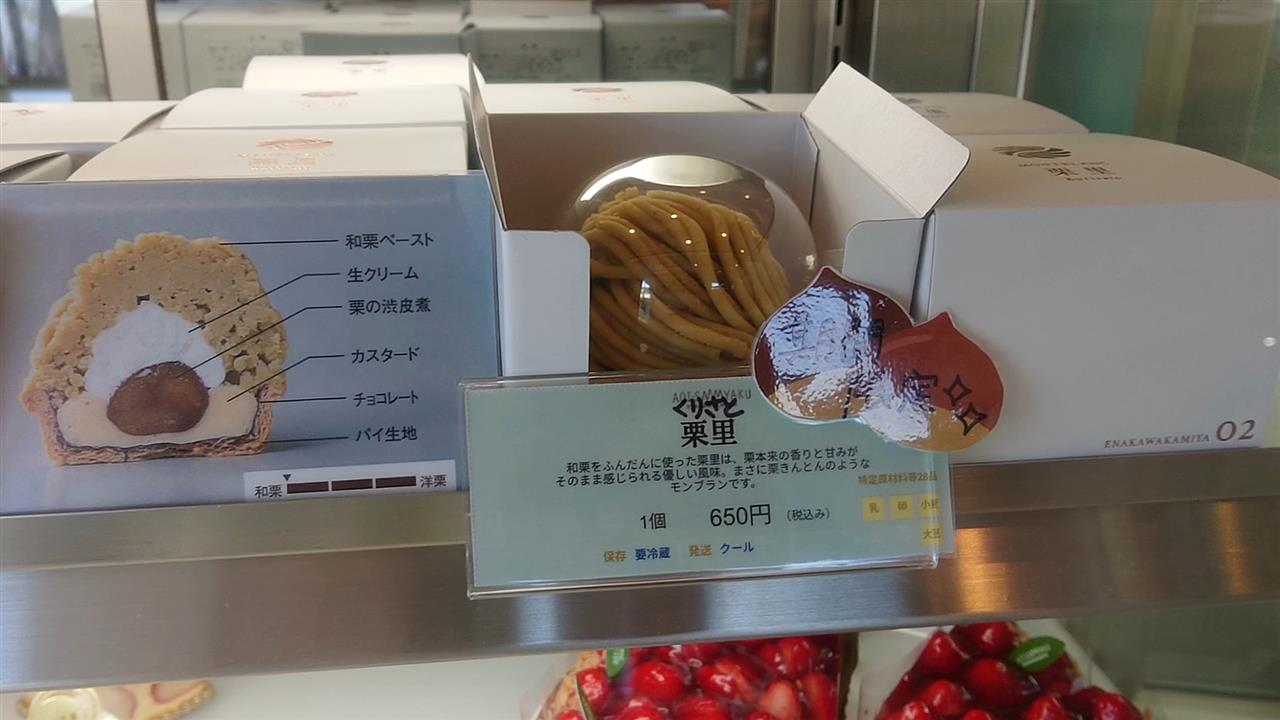 和栗ペースト
生クリーム
栗の渋皮煮
カスタード
チョコレート
パイ生地
和栗
洋栗
くりさと
栗里
和栗をふんだんに使った栗里は、栗本来の香りと甘みが
そのまま感じられる優しい風味。まさに栗きんとんのような
モンブランです。
1個 650円 (税込み)
保存 要冷蔵 発送 クール
特定原材料等28品
乳 卵 小麦
大豆
MONTBLANC
栗里
ENAKAWAKAMIYA 02